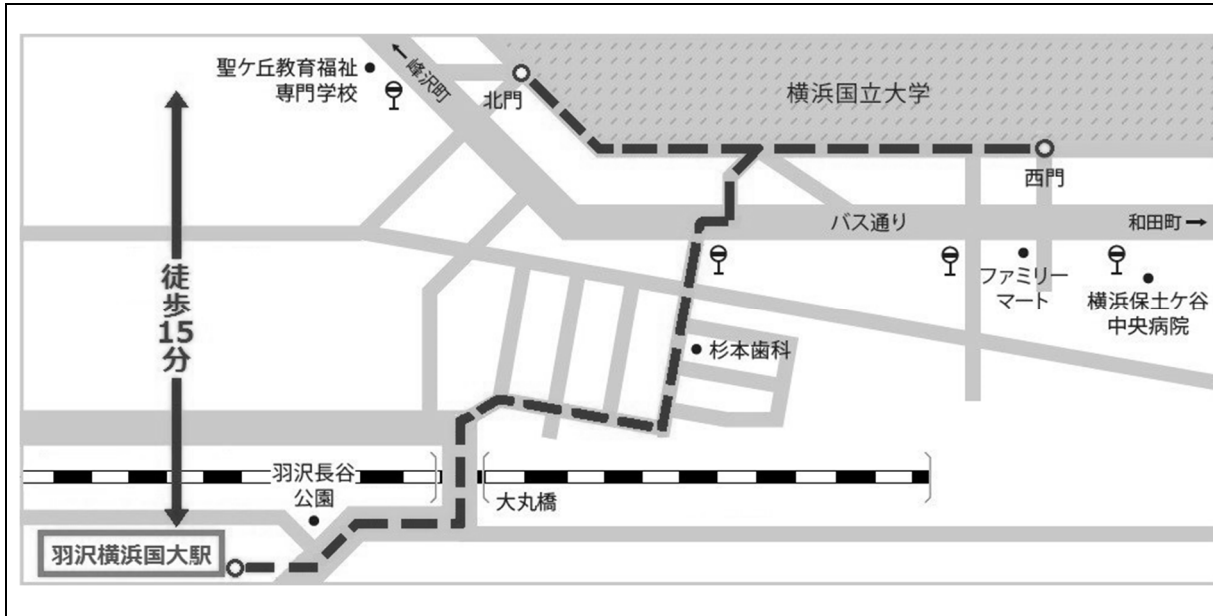 聖ケ丘教育福祉
専門学校
峰沢町
北門
横浜国立大学
西門
バス通り
和田町
ファミリー
マート
横浜保土ケ谷
中央病院
徒歩15分
杉本歯科
羽沢長谷
公園
大丸橋
羽沢横浜国大駅